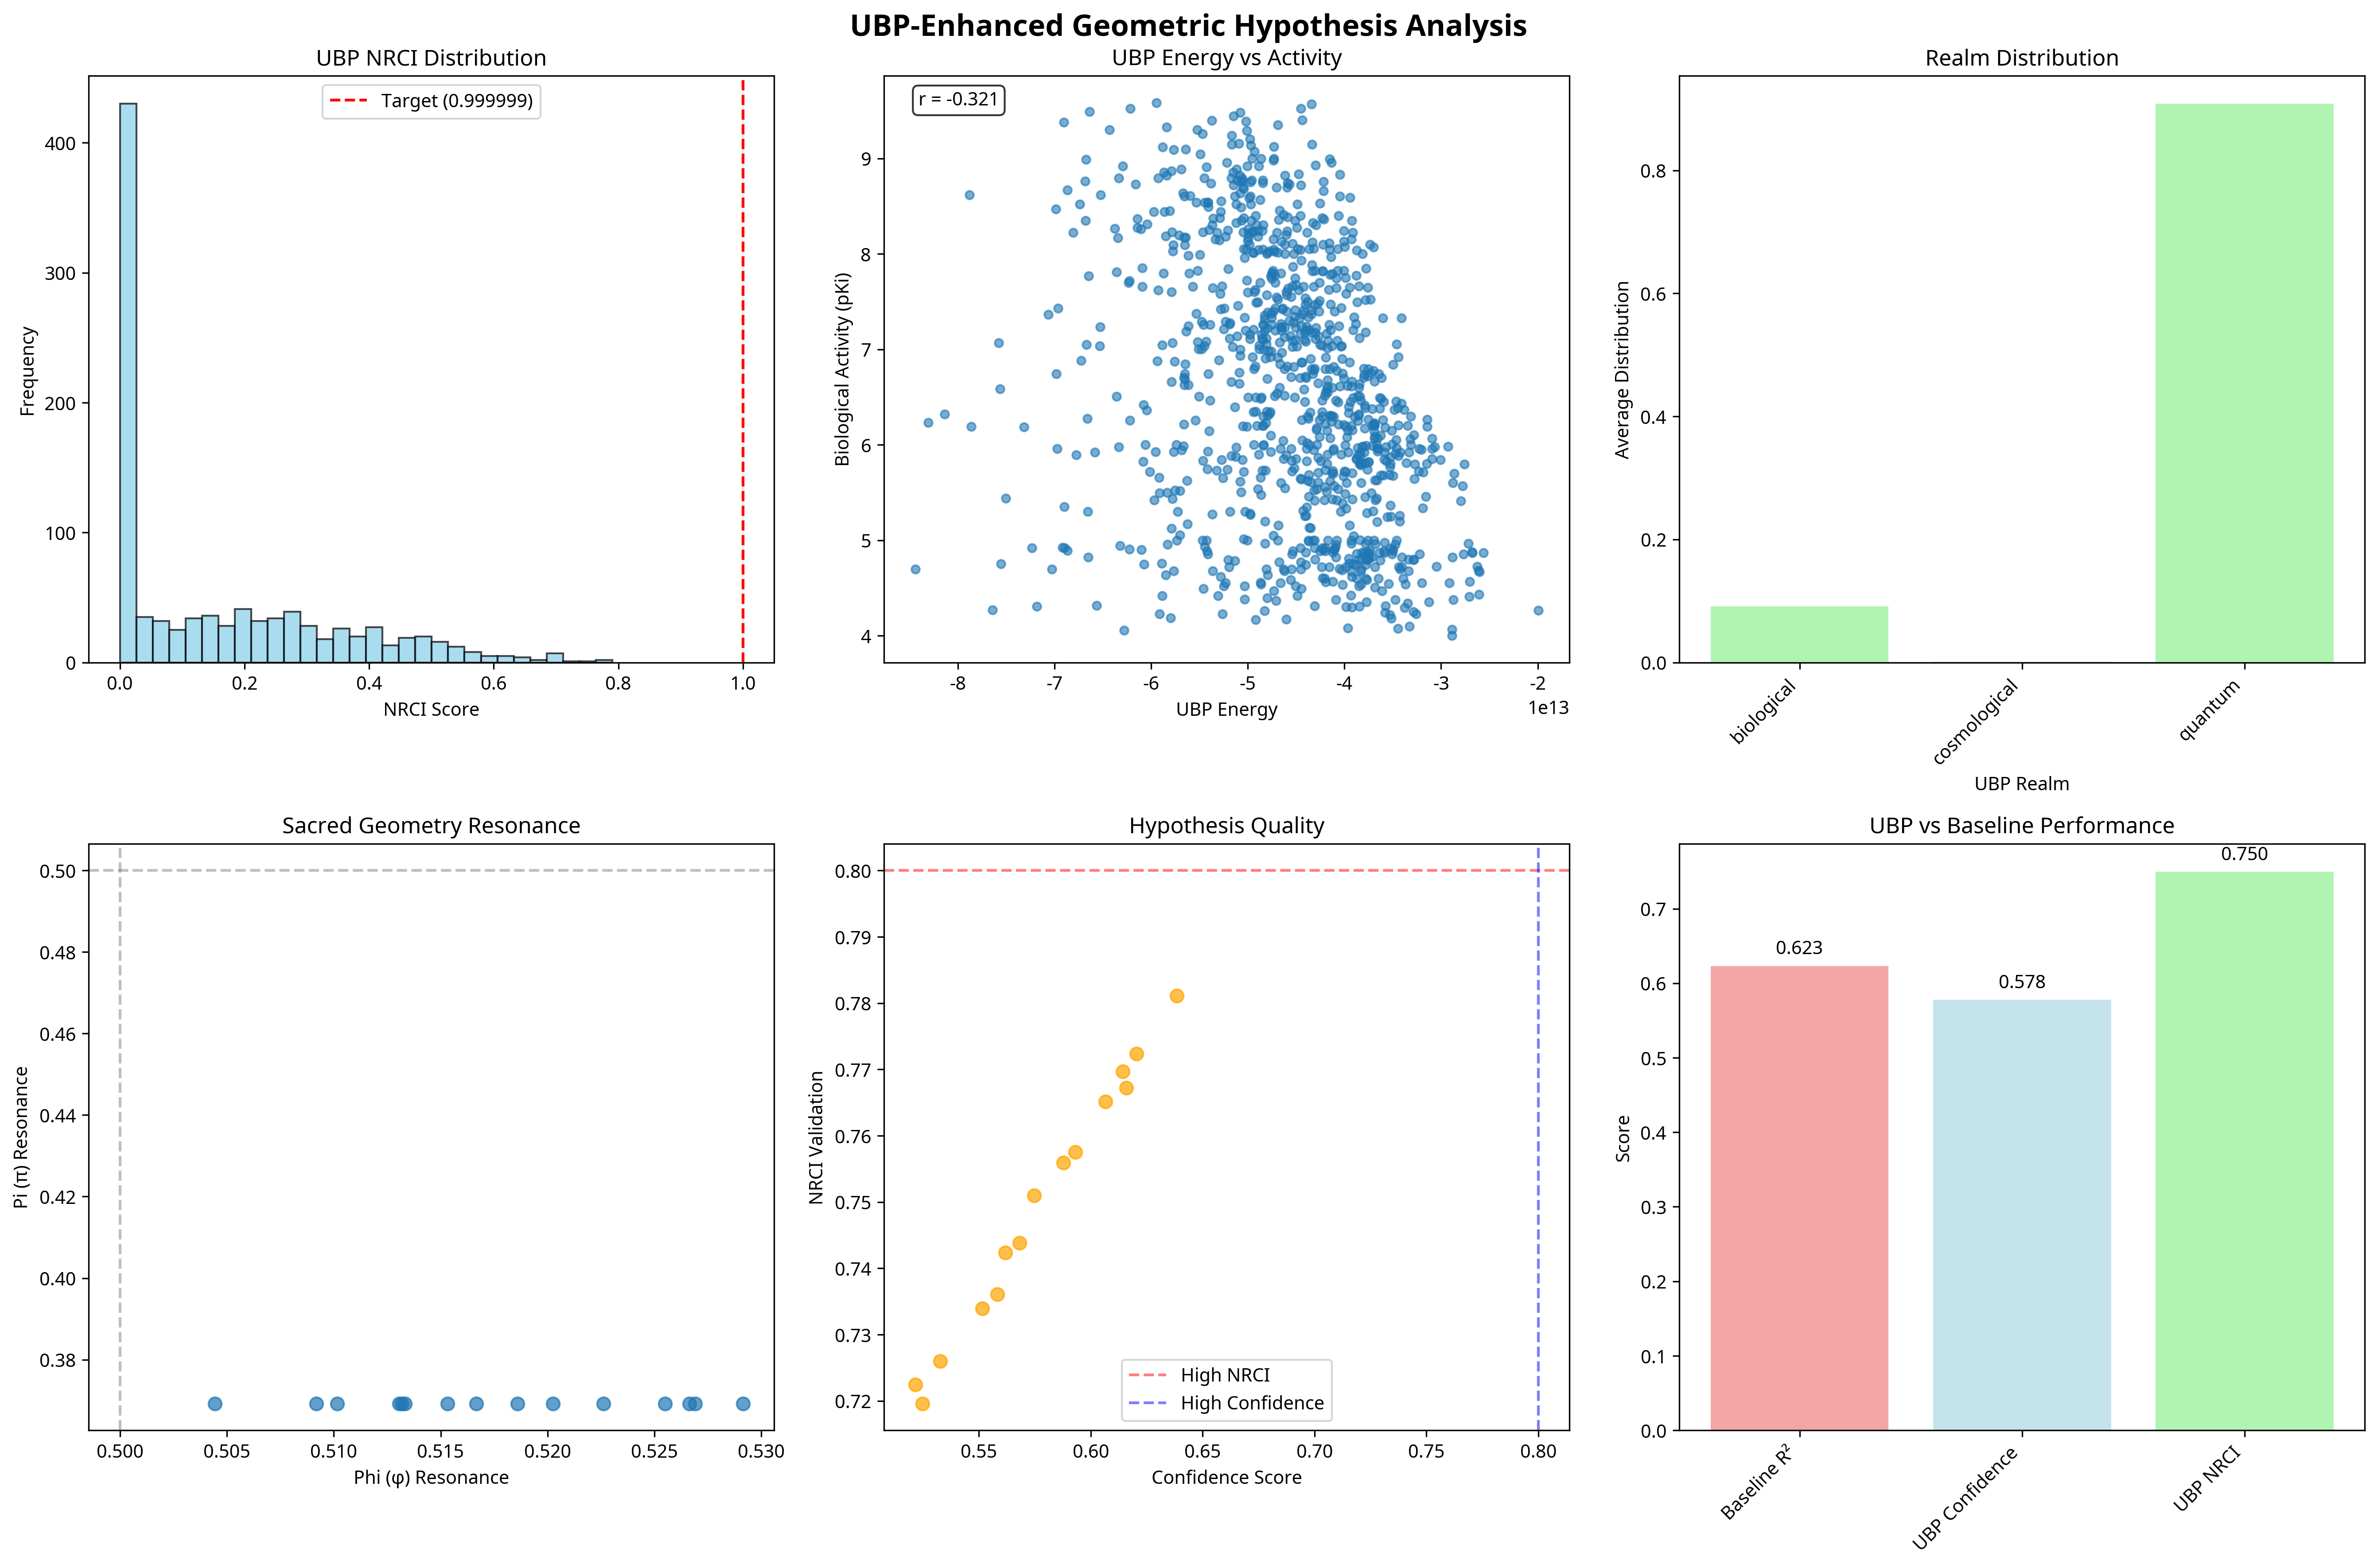 UBP-Enhanced Geometric Hypothesis Analysis
UBP NRCI Distribution
Target (0.999999)
Frequency
400
300
200
100
0
0.0 0.2 0.4 0.6 0.8 1.0
NRCI Score
UBP Energy vs Activity
r = -0.321
Biological Activity (pKi)
9
8
7
6
5
4
-8 -7 -6 -5 -4 -3 -2
1e13
UBP Energy
Realm Distribution
Average Distribution
0.8
0.6
0.4
0.2
0.0
biological
cosmological
quantum
UBP Realm
Sacred Geometry Resonance
Pi (π) Resonance
0.50
0.48
0.46
0.44
0.42
0.40
0.38
0.500 0.505 0.510 0.515 0.520 0.525 0.530
Phi (φ) Resonance
Hypothesis Quality
NRCI Validation
0.80
0.79
0.78
0.77
0.76
0.75
0.74
0.73
0.72
High NRCI
High Confidence
0.55 0.60 0.65 0.70 0.75 0.80
Confidence Score
UBP vs Baseline Performance
Score
0.7
0.6
0.5
0.4
0.3
0.2
0.1
0.0
0.623
0.578
0.750
Baseline R²
UBP Confidence
UBP NRCI